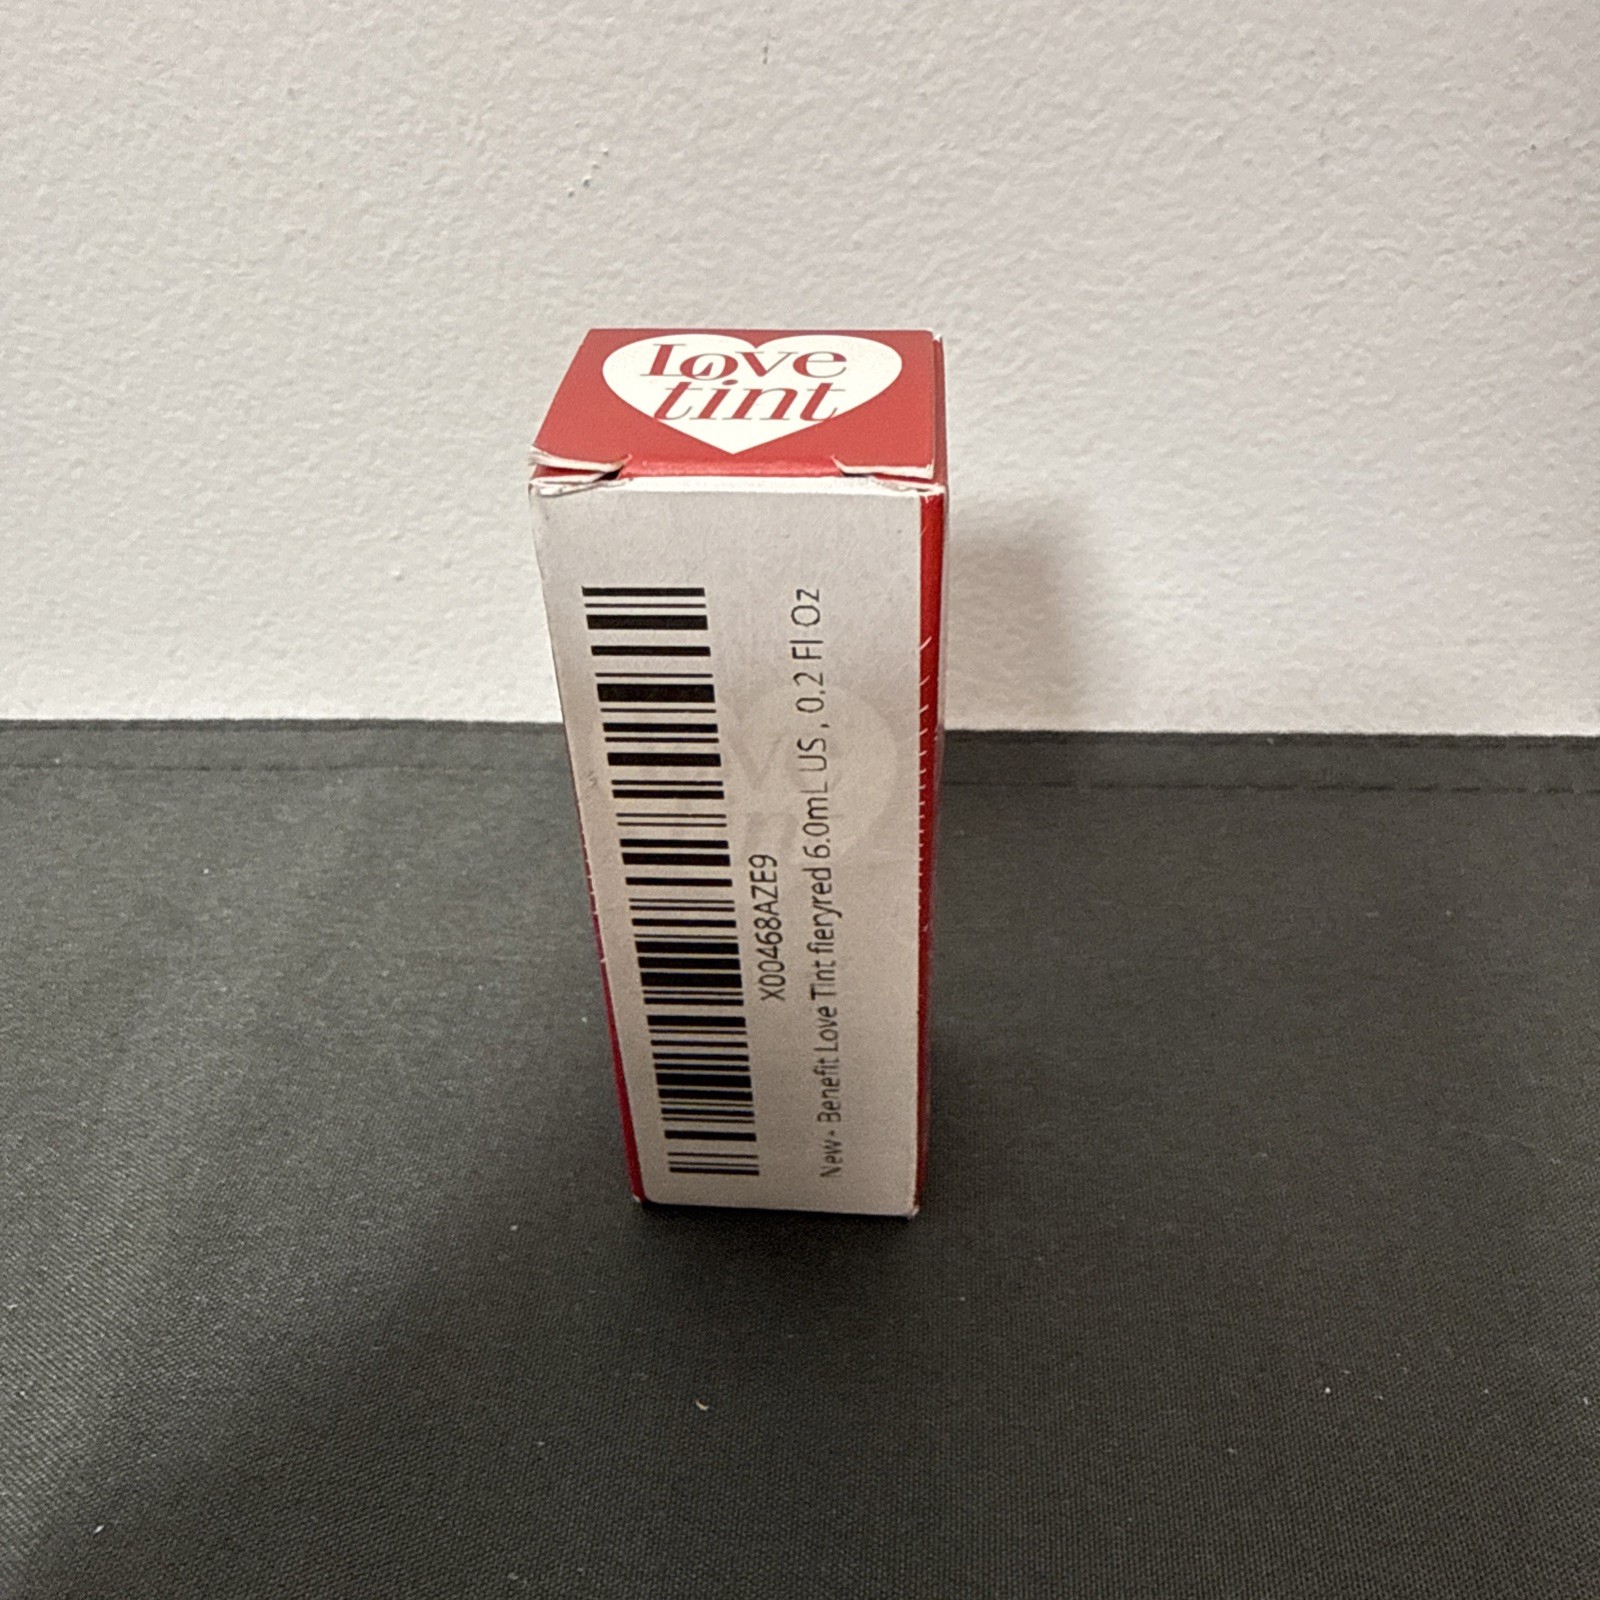 Love
tint
X00468AZE9
New - Benefit Love Tint fieryred 6.0mL US , 0.2 Fl Oz